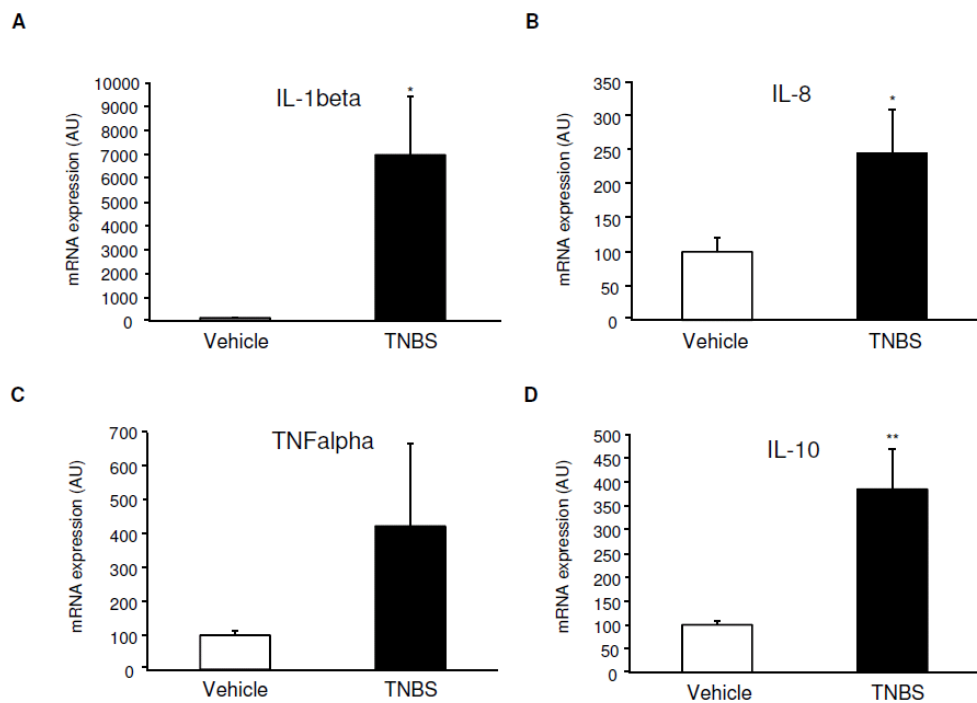 A
mRNA expression (AU)
10000
9000
8000
7000
6000
5000
4000
3000
2000
1000
0
IL-1beta
*
Vehicle TNBS
B
mRNA expression (AU)
350
300
250
200
150
100
50
0
IL-8
*
Vehicle TNBS
C
mRNA expression (AU)
700
600
500
400
300
200
100
0
TNFalpha
Vehicle TNBS
D
mRNA expression (AU)
500
450
400
350
300
250
200
150
100
50
0
IL-10
**
Vehicle TNBS